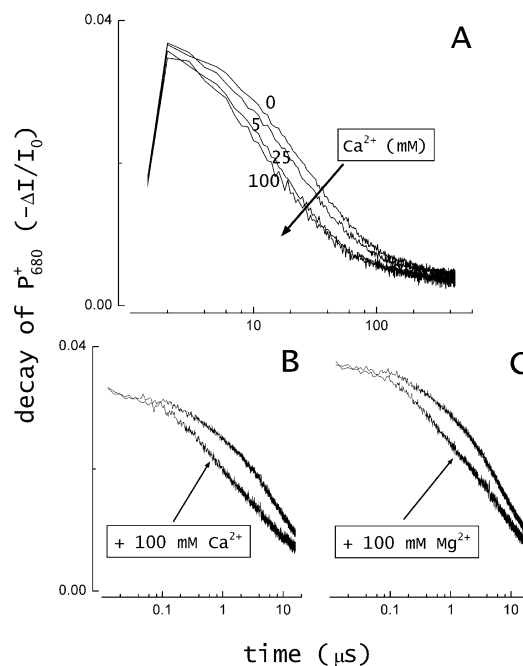 0.04
A
0
5
25
100
Ca²⁺ (mM)
0.00
10
100
decay of P⁺₆₈₀ (-ΔI/I₀)
0.04
B
C
+ 100 mM Ca²⁺
+ 100 mM Mg²⁺
0.00
0.1
1
10
0.1
1
10
time (μs)